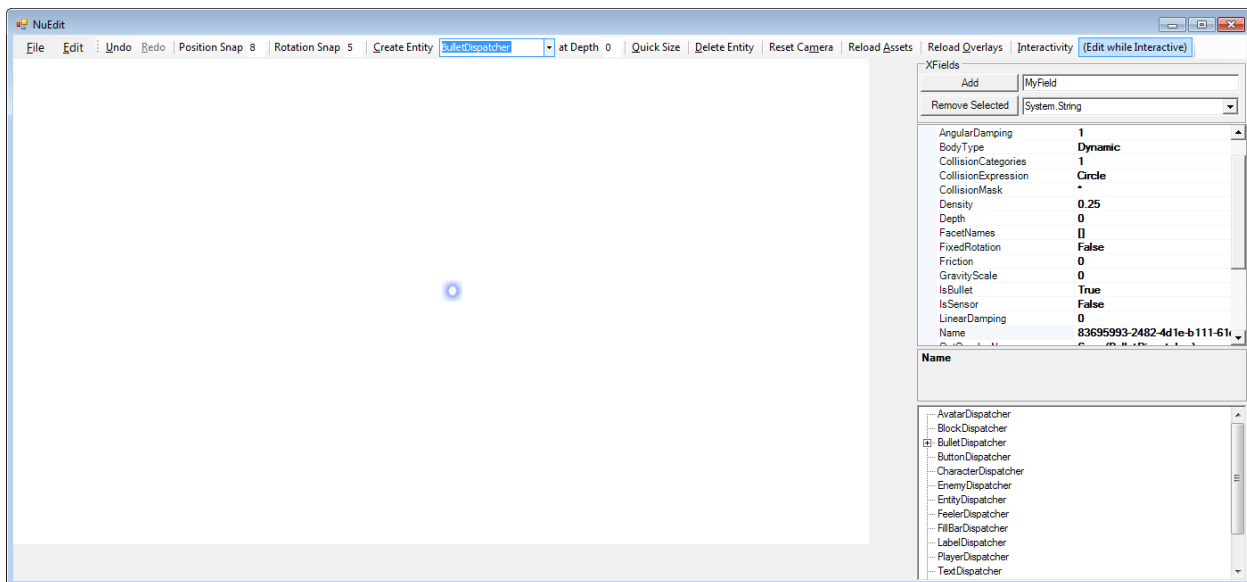 NuEdit
File Edit Undo Redo Position Snap 8 Rotation Snap 5 Create Entity BulletDispatcher at Depth 0 Quick Size Delete Entity Reset Camera Reload Assets Reload Overlays Interactivity (Edit while Interactive)
XFields
Add MyField
Remove Selected System.String
AngularDamping 1
BodyType Dynamic
CollisionCategories 1
CollisionExpression Circle
CollisionMask *
Density 0.25
Depth 0
FacetNames []
FixedRotation False
Friction 0
GravityScale 0
IsBullet True
IsSensor False
LinearDamping 0
Name 83695993-2482-4d1e-b111-61
Name
AvatarDispatcher
BlockDispatcher
BulletDispatcher
ButtonDispatcher
CharacterDispatcher
EnemyDispatcher
EntityDispatcher
FeelerDispatcher
FillBarDispatcher
LabelDispatcher
PlayerDispatcher
TextDispatcher